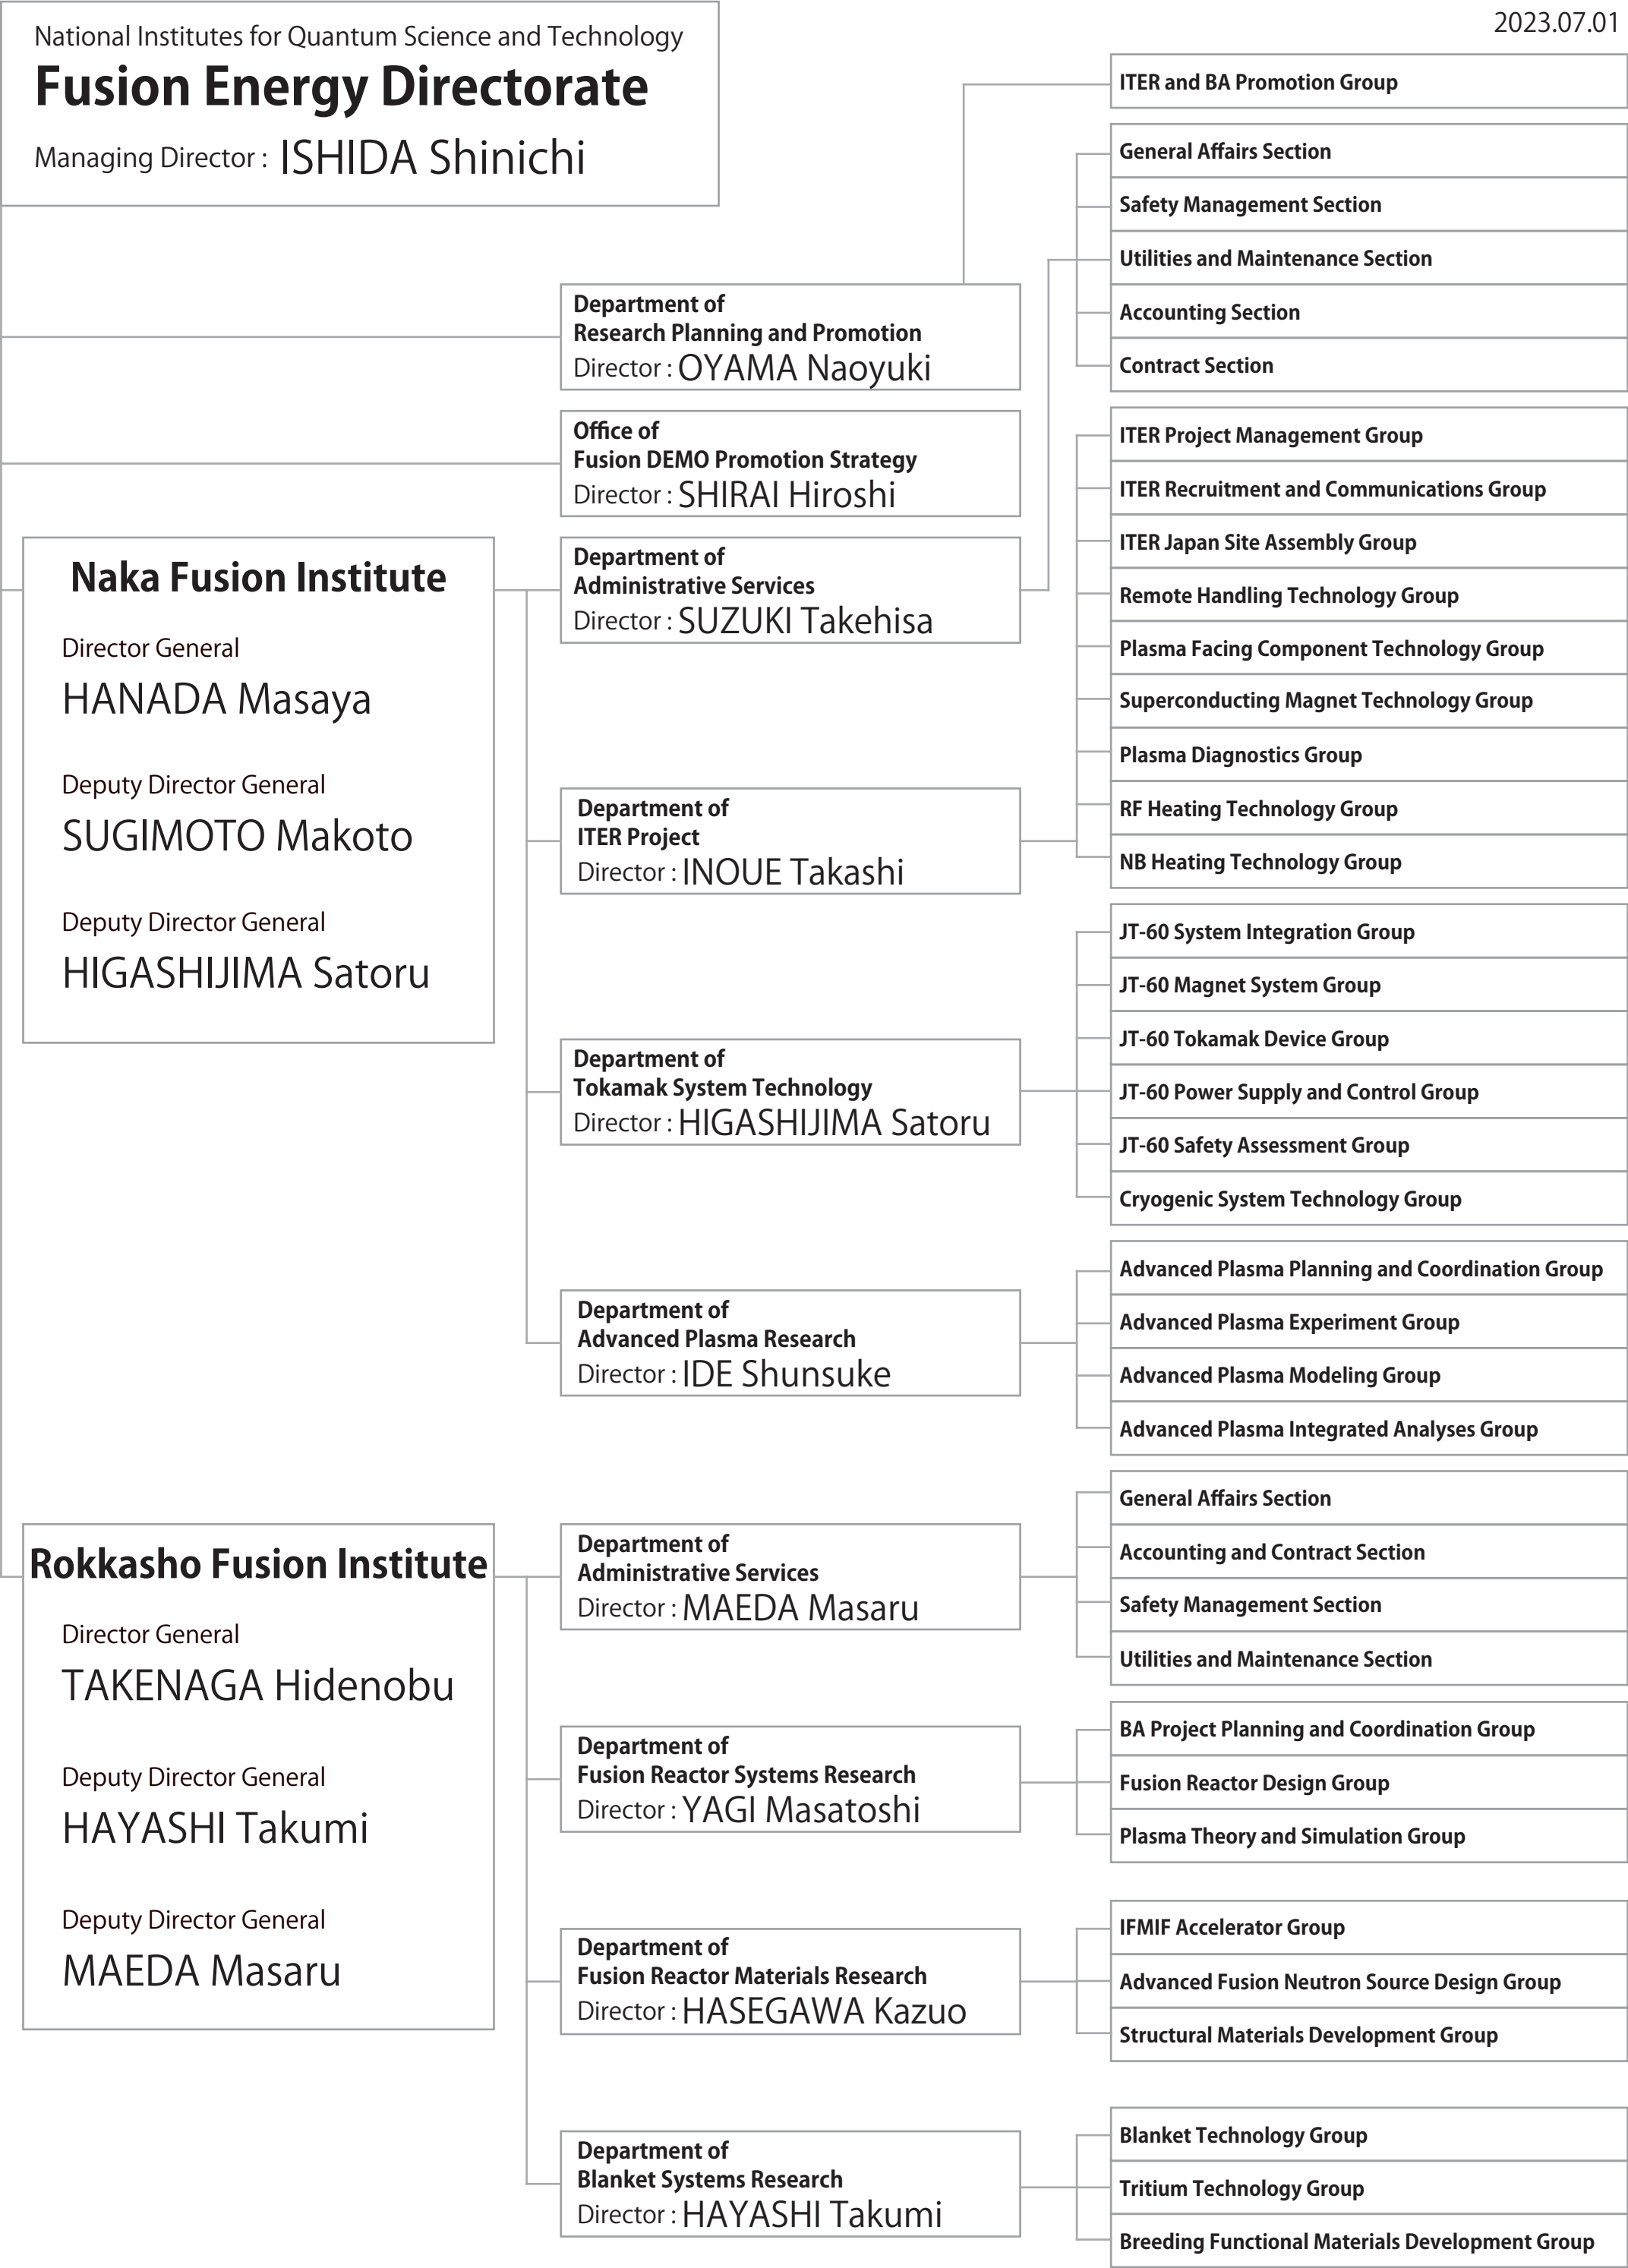 National Institutes for Quantum Science and Technology
Fusion Energy Directorate
Managing Director : ISHIDA Shinichi
2023.07.01
Department of
Research Planning and Promotion
Director : OYAMA Naoyuki
ITER and BA Promotion Group
Office of
Fusion DEMO Promotion Strategy
Director : SHIRAI Hiroshi
Naka Fusion Institute
Director General
HANADA Masaya
Deputy Director General
SUGIMOTO Makoto
Deputy Director General
HIGASHIJIMA Satoru
Department of
Administrative Services
Director : SUZUKI Takehisa
General Affairs Section
Safety Management Section
Utilities and Maintenance Section
Accounting Section
Contract Section
Department of
ITER Project
Director : INOUE Takashi
ITER Project Management Group
ITER Recruitment and Communications Group
ITER Japan Site Assembly Group
Remote Handling Technology Group
Plasma Facing Component Technology Group
Superconducting Magnet Technology Group
Plasma Diagnostics Group
RF Heating Technology Group
NB Heating Technology Group
Department of
Tokamak System Technology
Director : HIGASHIJIMA Satoru
JT-60 System Integration Group
JT-60 Magnet System Group
JT-60 Tokamak Device Group
JT-60 Power Supply and Control Group
JT-60 Safety Assessment Group
Cryogenic System Technology Group
Department of
Advanced Plasma Research
Director : IDE Shunsuke
Advanced Plasma Planning and Coordination Group
Advanced Plasma Experiment Group
Advanced Plasma Modeling Group
Advanced Plasma Integrated Analyses Group
Rokkasho Fusion Institute
Director General
TAKENAGA Hidenobu
Deputy Director General
HAYASHI Takumi
Deputy Director General
MAEDA Masaru
Department of
Administrative Services
Director : MAEDA Masaru
General Affairs Section
Accounting and Contract Section
Safety Management Section
Utilities and Maintenance Section
Department of
Fusion Reactor Systems Research
Director : YAGI Masatoshi
BA Project Planning and Coordination Group
Fusion Reactor Design Group
Plasma Theory and Simulation Group
Department of
Fusion Reactor Materials Research
Director : HASEGAWA Kazuo
IFMIF Accelerator Group
Advanced Fusion Neutron Source Design Group
Structural Materials Development Group
Department of
Blanket Systems Research
Director : HAYASHI Takumi
Blanket Technology Group
Tritium Technology Group
Breeding Functional Materials Development Group